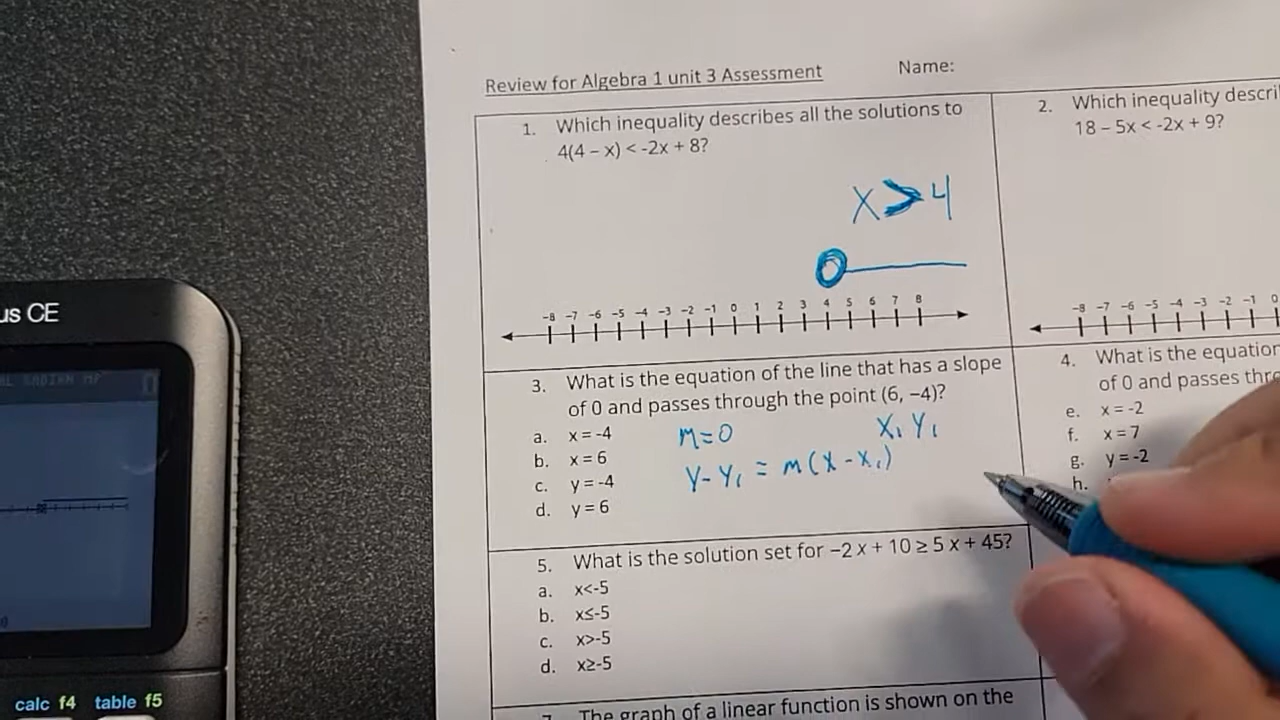 Review for Algebra 1 unit 3 Assessment
Name:
1. Which inequality describes all the solutions to
4(4 – x) < -2x + 8?
x > 4
-8 -7 -6 -5 -4 -3 -2 -1 0 1 2 3 4 5 6 7 8
2. Which inequality descri
18 – 5x < -2x + 9?
-8 -7 -6 -5 -4 -3 -2 -1 0
3. What is the equation of the line that has a slope
of 0 and passes through the point (6, –4)?
a. x = -4
b. x = 6
c. y = -4
d. y = 6
m=0
X₁ Y₁
Y-Y₁ = m(X-X₁)
4. What is the equation
of 0 and passes thro
e. x = -2
f. x = 7
g. y = -2
h.
5. What is the solution set for –2 x + 10 ≥ 5 x + 45?
a. x<-5
b. x≤-5
c. x>-5
d. x≥-5
7. The graph of a linear function is shown on the
us CE
calc f4 table f5